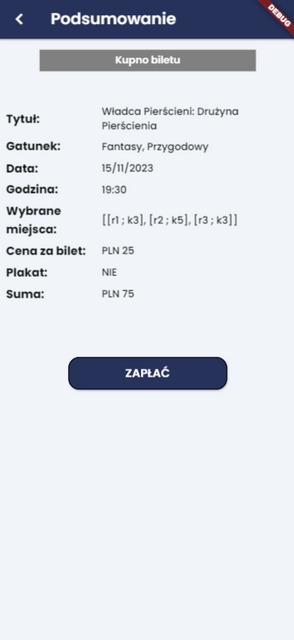 Podsumowanie
DEBUG
Kupno biletu
Tytuł:
Władca Pierścieni: Drużyna
Pierścienia
Gatunek:
Fantasy, Przygodowy
Data:
15/11/2023
Godzina:
19:30
Wybrane
miejsca:
[[r1 ; k3], [r2 ; k5], [r3 ; k3]]
Cena za bilet:
PLN 25
Plakat:
NIE
Suma:
PLN 75
ZAPŁAĆ